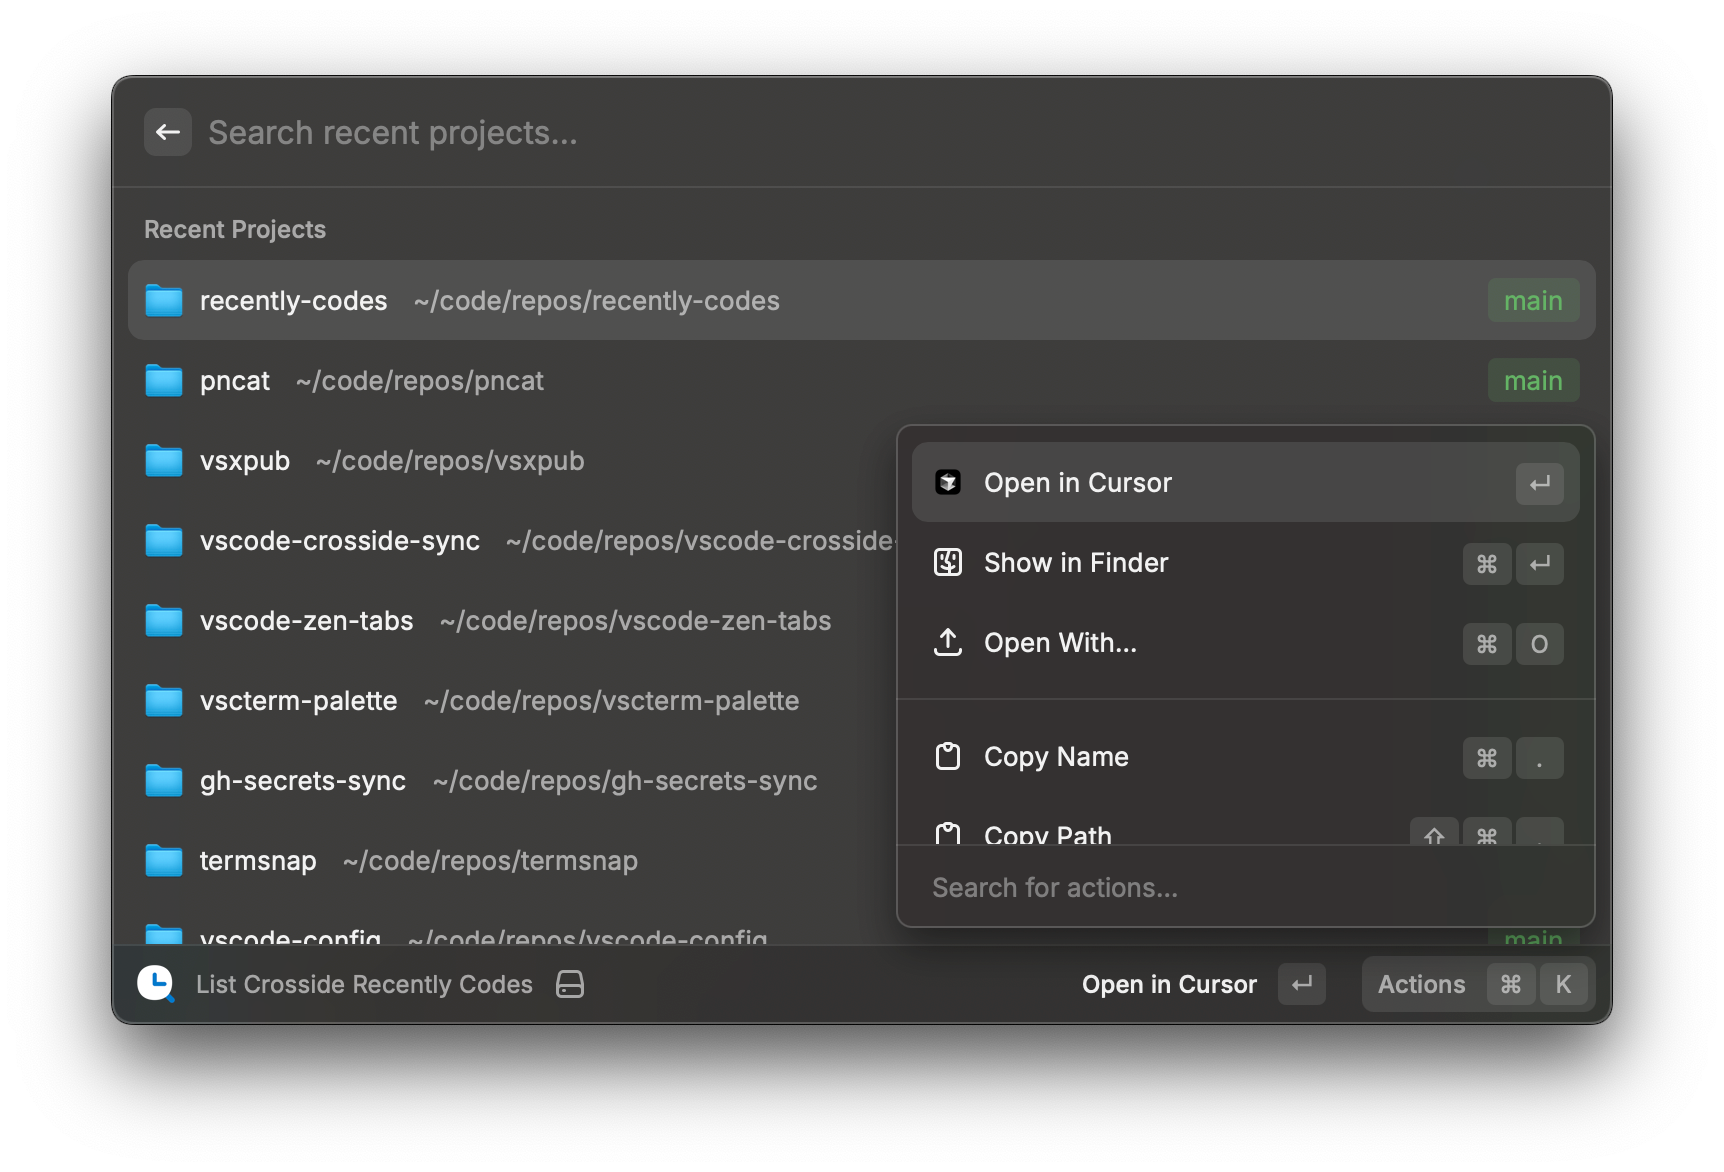 Search recent projects...
Recent Projects
recently-codes ~/code/repos/recently-codes main
pncat ~/code/repos/pncat main
vsxpub ~/code/repos/vsxpub
vscode-crosside-sync ~/code/repos/vscode-crosside-
vscode-zen-tabs ~/code/repos/vscode-zen-tabs
vscterm-palette ~/code/repos/vscterm-palette
gh-secrets-sync ~/code/repos/gh-secrets-sync
termsnap ~/code/repos/termsnap
vscode-config ~/code/repos/vscode-config main
Open in Cursor ↵
Show in Finder ⌘ ↵
Open With... ⌘ O
Copy Name ⌘ .
Copy Path ⇧ ⌘ .
Search for actions...
List Crosside Recently Codes Open in Cursor ↵ Actions ⌘ K